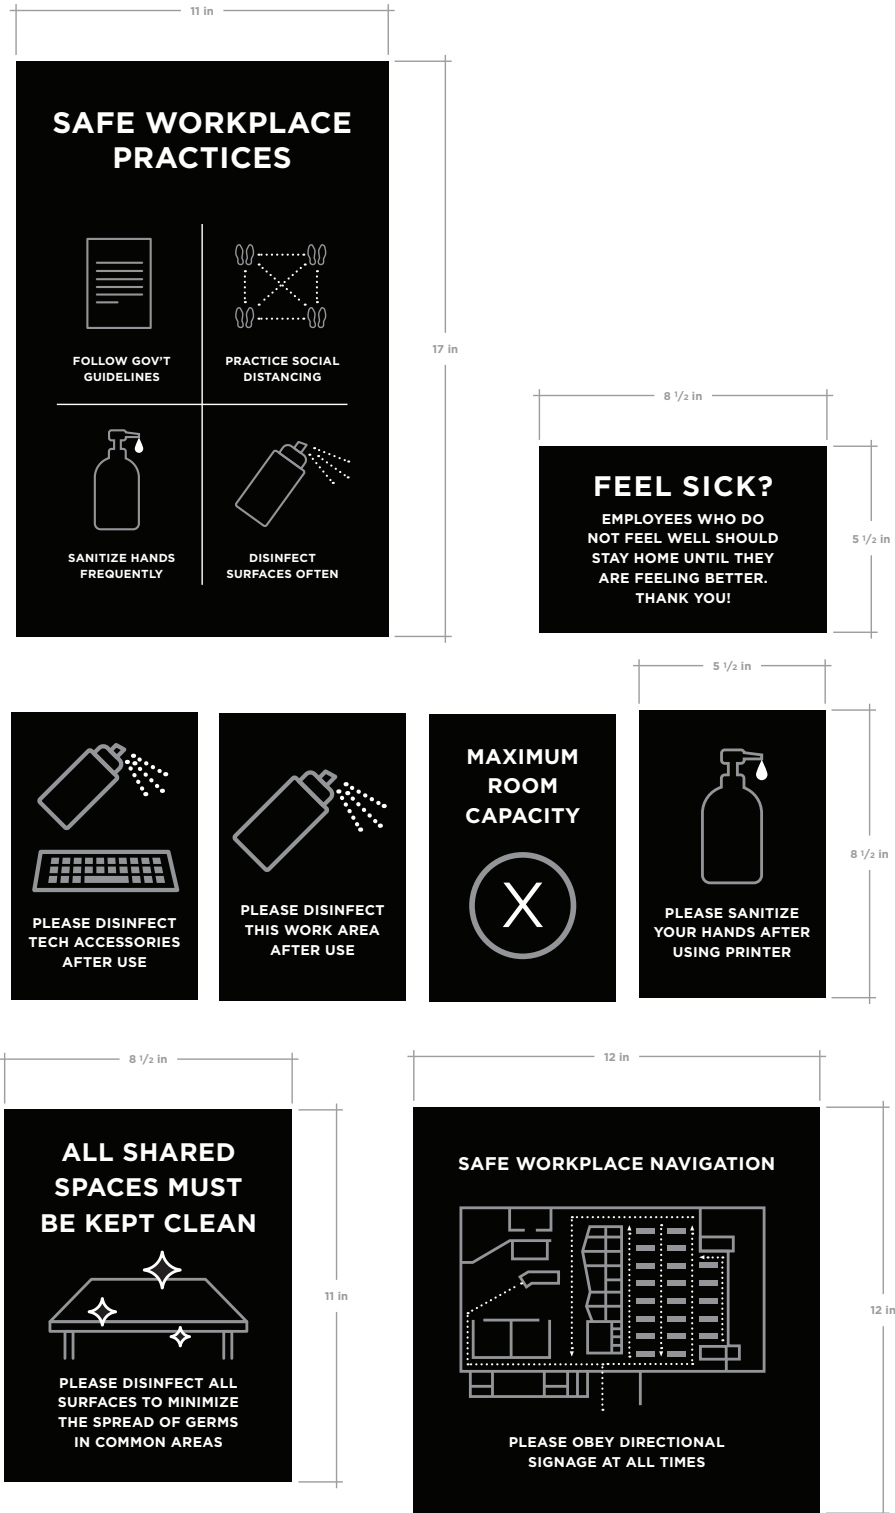 11 in
SAFE WORKPLACE
PRACTICES
FOLLOW GOV'T
GUIDELINES
PRACTICE SOCIAL
DISTANCING
SANITIZE HANDS
FREQUENTLY
DISINFECT
SURFACES OFTEN
17 in
8 1/2 in
FEEL SICK?
EMPLOYEES WHO DO
NOT FEEL WELL SHOULD
STAY HOME UNTIL THEY
ARE FEELING BETTER.
THANK YOU!
5 1/2 in
PLEASE DISINFECT
TECH ACCESSORIES
AFTER USE
PLEASE DISINFECT
THIS WORK AREA
AFTER USE
MAXIMUM
ROOM
CAPACITY
X
5 1/2 in
PLEASE SANITIZE
YOUR HANDS AFTER
USING PRINTER
8 1/2 in
8 1/2 in
ALL SHARED
SPACES MUST
BE KEPT CLEAN
PLEASE DISINFECT ALL
SURFACES TO MINIMIZE
THE SPREAD OF GERMS
IN COMMON AREAS
11 in
12 in
SAFE WORKPLACE NAVIGATION
PLEASE OBEY DIRECTIONAL
SIGNAGE AT ALL TIMES
12 in